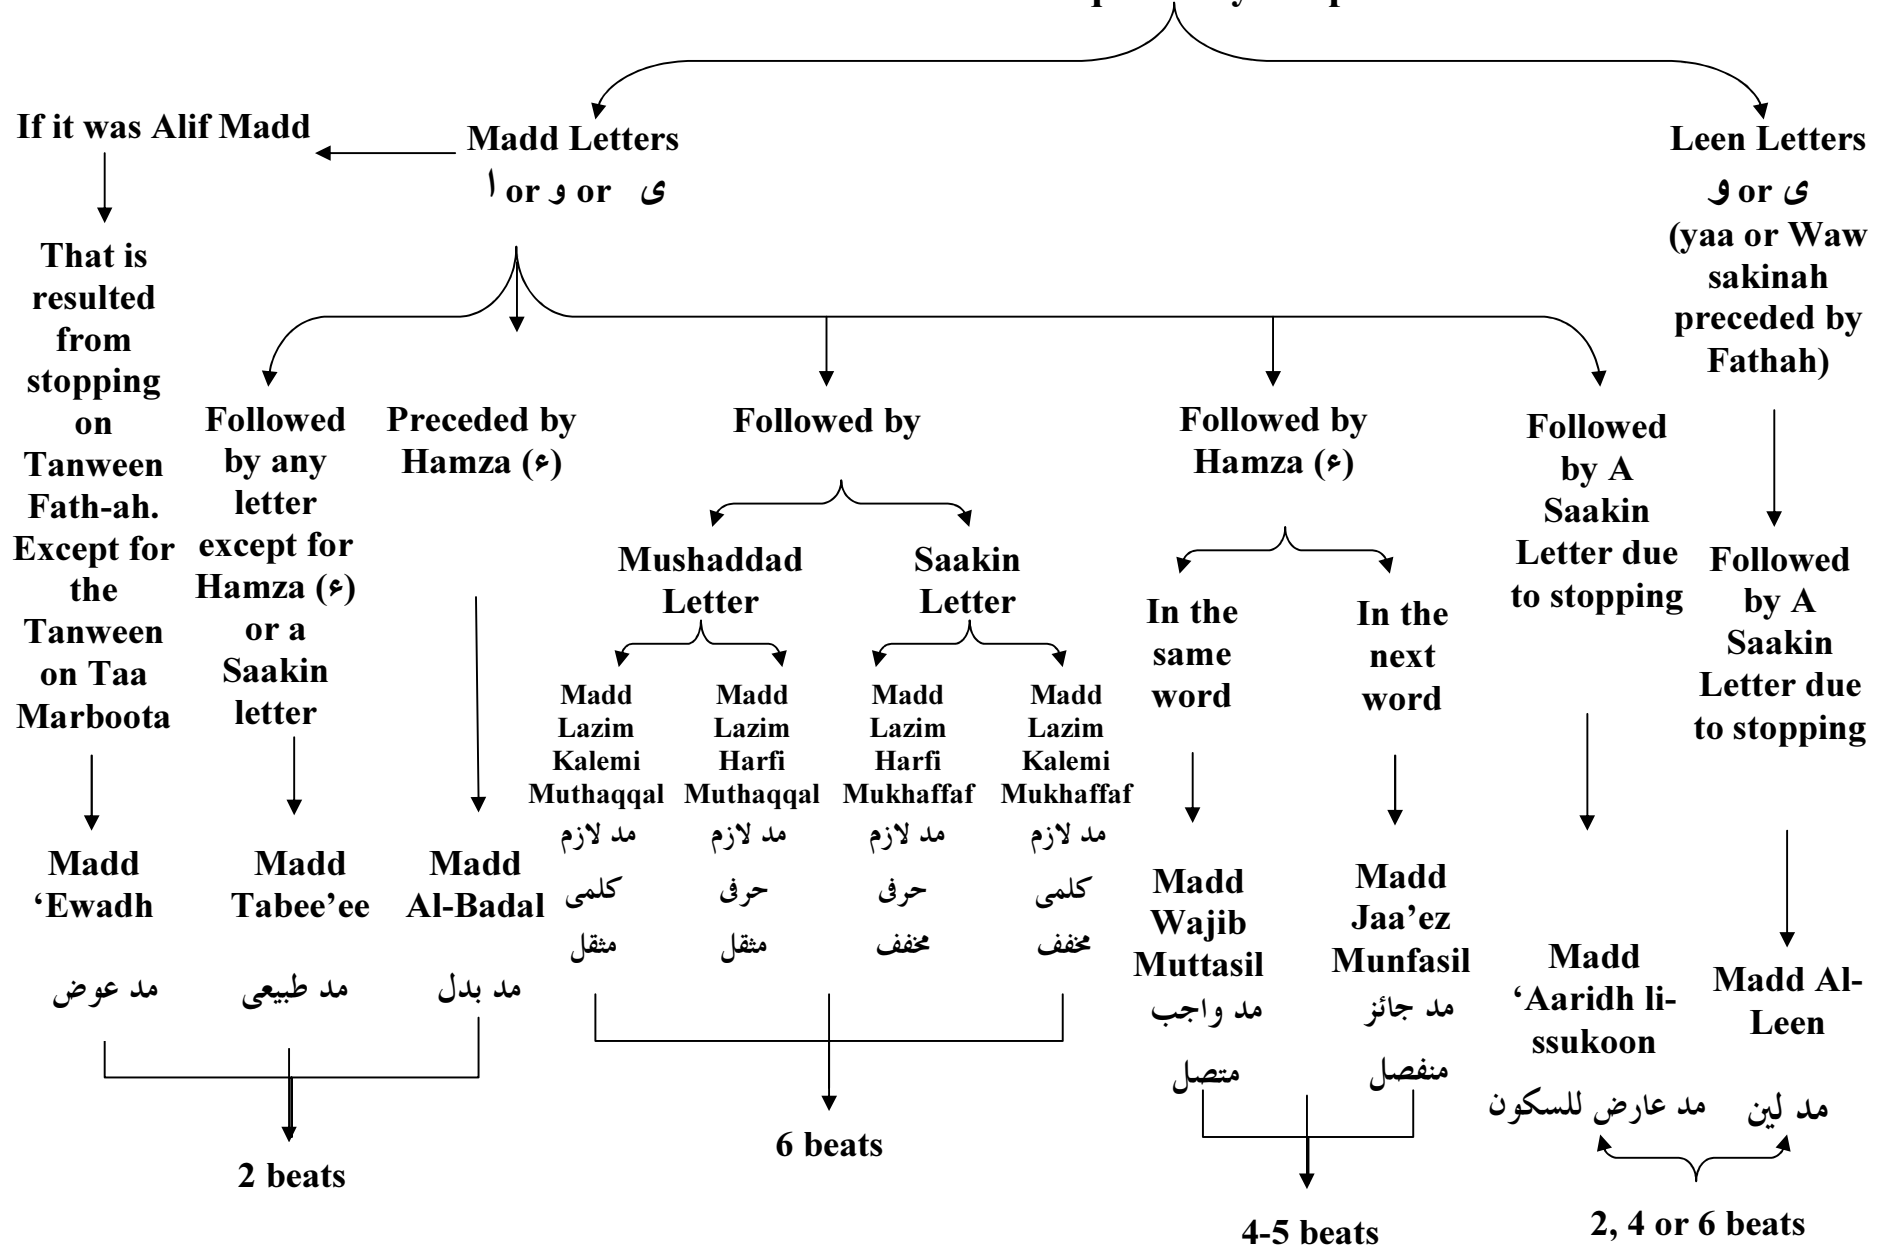 If it was Alif Madd
Madd Letters
ا or و or ى
Leen Letters
و or ى
(yaa or Waw
sakinah
preceded by
Fathah)
That is
resulted
from
stopping
on
Tanween
Fath-ah.
Except for
the
Tanween
on Taa
Marboota
Followed
by any
letter
except for
Hamza (ء)
or a
Saakin
letter
Preceded by
Hamza (ء)
Followed by
Mushaddad
Letter
Saakin
Letter
Followed by
Hamza (ء)
In the
same
word
In the
next
word
Followed
by A
Saakin
Letter due
to stopping
Followed
by A
Saakin
Letter due
to stopping
Madd
‘Ewadh
مد عوض
Madd
Tabee’ee
مد طبيعى
Madd
Al-Badal
مد بدل
Madd
Lazim
Kalemi
Muthaqqal
مد لازم
كلمى
مثقل
Madd
Lazim
Harfi
Muthaqqal
مد لازم
حرفى
مثقل
Madd
Lazim
Harfi
Mukhaffaf
مد لازم
حرفى
مخفف
Madd
Lazim
Kalemi
Mukhaffaf
مد لازم
كلمى
مخفف
Madd
Wajib
Muttasil
مد واجب
متصل
Madd
Jaa’ez
Munfasil
مد جائز
منفصل
Madd
‘Aaridh li-
ssukoon
مد عارض للسكون
Madd Al-
Leen
مد لين
2 beats
6 beats
4-5 beats
2, 4 or 6 beats